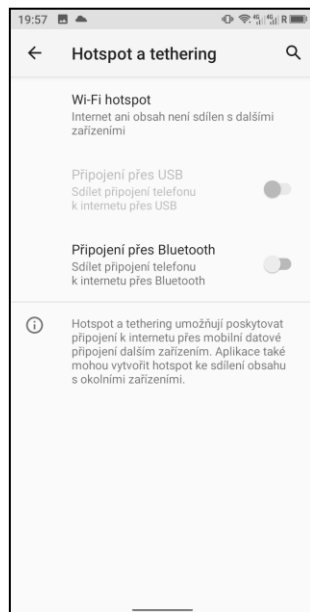 19:57 4G 4G R
Hotspot a tethering
Wi-Fi hotspot
Internet ani obsah není sdílen s dalšími
zařízeními
Připojení přes USB
Sdílet připojení telefonu
k internetu přes USB
Připojení přes Bluetooth
Sdílet připojení telefonu
k internetu přes Bluetooth
Hotspot a tethering umožňují poskytovat
připojení k internetu přes mobilní datové
připojení dalším zařízením. Aplikace také
mohou vytvořit hotspot ke sdílení obsahu
s okolními zařízeními.